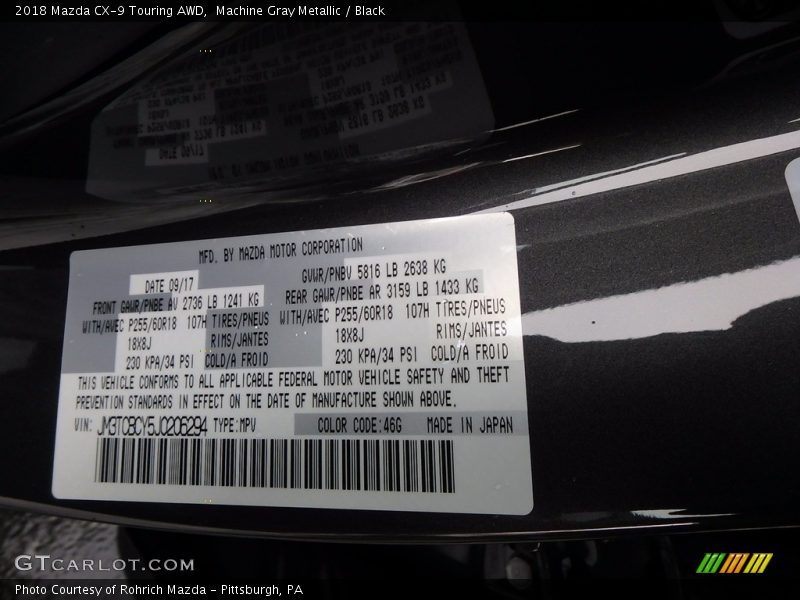 2018 Mazda CX-9 Touring AWD,  Machine Gray Metallic / Black
MFD. BY MAZDA MOTOR CORPORATION
DATE 09/17
GVWR/PNBV 5816 LB 2638 KG
FRONT GAWR/PNBE AV 2736 LB 1241 KG
REAR GAWR/PNBE AR 3159 LB 1433 KG
WITH/AVEC P255/60R18 107H TIRES/PNEUS
WITH/AVEC P255/60R18 107H TIRES/PNEUS
18X8J RIMS/JANTES
18X8J RIMS/JANTES
230 KPA/34 PSI COLD/A FROID
230 KPA/34 PSI COLD/A FROID
THIS VEHICLE CONFORMS TO ALL APPLICABLE FEDERAL MOTOR VEHICLE SAFETY AND THEFT
PREVENTION STANDARDS IN EFFECT ON THE DATE OF MANUFACTURE SHOWN ABOVE.
VIN: JM3TCBCY5J0206294 TYPE:MPV COLOR CODE:46G MADE IN JAPAN
GTCARLOT.COM
Photo Courtesy of Rohrich Mazda - Pittsburgh, PA